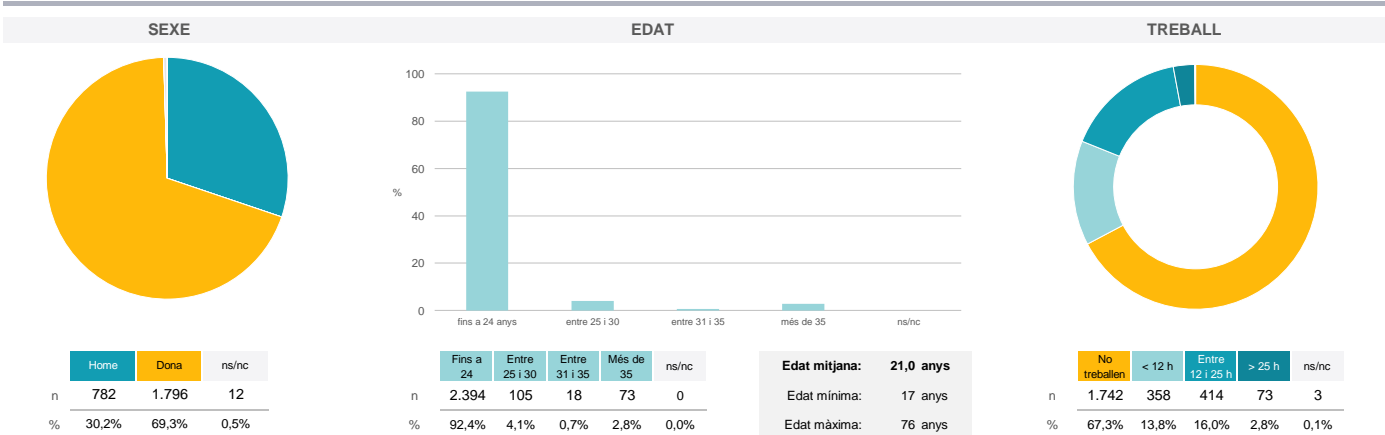 SEXE
EDAT
TREBALL
100
80
60
40
20
0
%
fins a 24 anys
entre 25 i 30
entre 31 i 35
més de 35
ns/nc
Home Dona ns/nc
n 782 1.796 12
% 30,2% 69,3% 0,5%
Fins a 24 Entre 25 i 30 Entre 31 i 35 Més de 35 ns/nc
n 2.394 105 18 73 0
% 92,4% 4,1% 0,7% 2,8% 0,0%
Edat mitjana: 21,0 anys
Edat mínima: 17 anys
Edat màxima: 76 anys
No treballen < 12 h Entre 12 i 25 h > 25 h ns/nc
n 1.742 358 414 73 3
% 67,3% 13,8% 16,0% 2,8% 0,1%